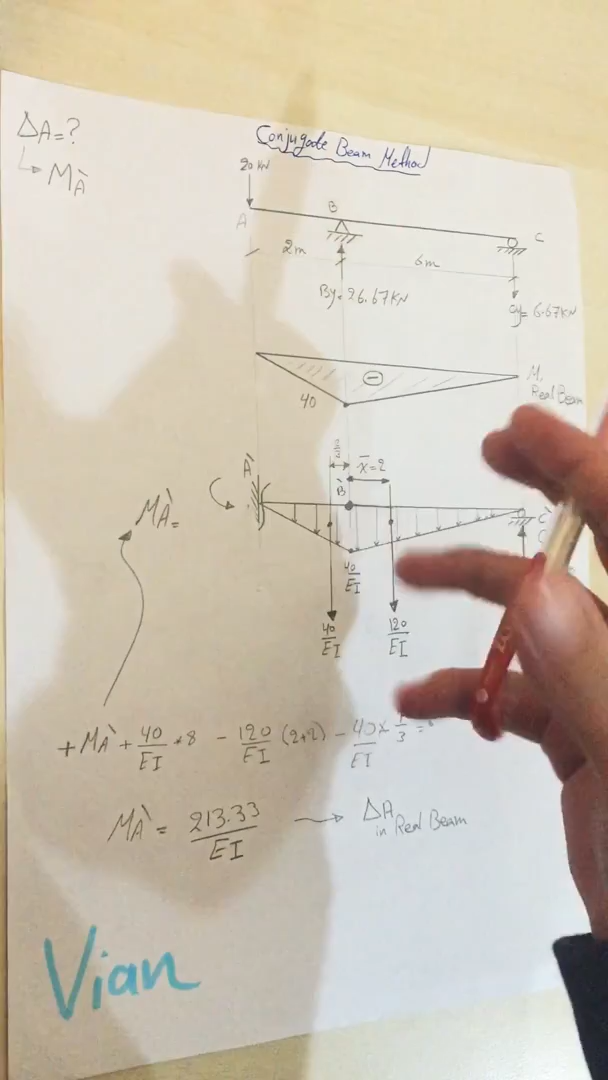 ΔA=?
Conjugate Beam Method
↳ MÀ
20 KN
A
B
C
2m
6m
By= 26.67KN
Cy= 6.67KN
⊖
M,
Real Beam
40
x̄=2
À
B̀
C̀
MÀ=
40/EI
40/EI
120/EI
+MÀ + 40/EI *8 - 120/EI (2+2) - 40/EI ×
MÀ = 213.33/EI → ΔA
in Real Beam
Vian